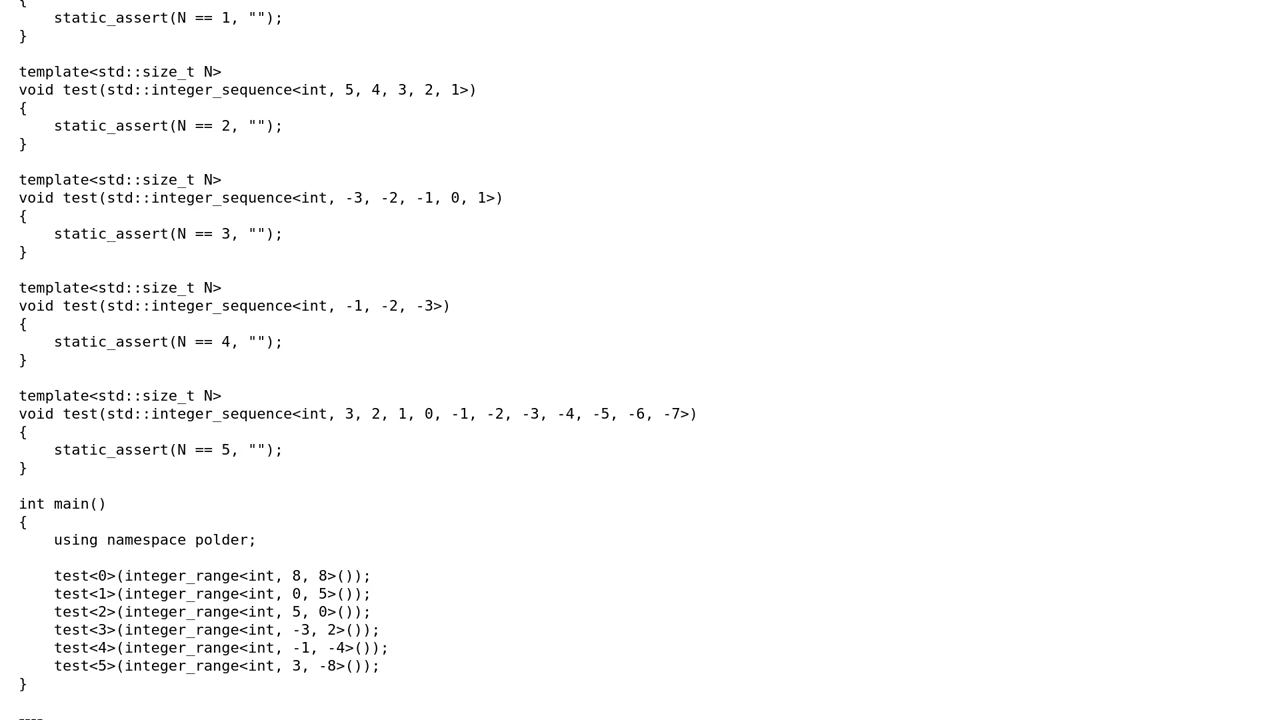 {
    static_assert(N == 1, "");
}

template<std::size_t N>
void test(std::integer_sequence<int, 5, 4, 3, 2, 1>)
{
    static_assert(N == 2, "");
}

template<std::size_t N>
void test(std::integer_sequence<int, -3, -2, -1, 0, 1>)
{
    static_assert(N == 3, "");
}

template<std::size_t N>
void test(std::integer_sequence<int, -1, -2, -3>)
{
    static_assert(N == 4, "");
}

template<std::size_t N>
void test(std::integer_sequence<int, 3, 2, 1, 0, -1, -2, -3, -4, -5, -6, -7>)
{
    static_assert(N == 5, "");
}

int main()
{
    using namespace polder;

    test<0>(integer_range<int, 8, 8>());
    test<1>(integer_range<int, 0, 5>());
    test<2>(integer_range<int, 5, 0>());
    test<3>(integer_range<int, -3, 2>());
    test<4>(integer_range<int, -1, -4>());
    test<5>(integer_range<int, 3, -8>());
}